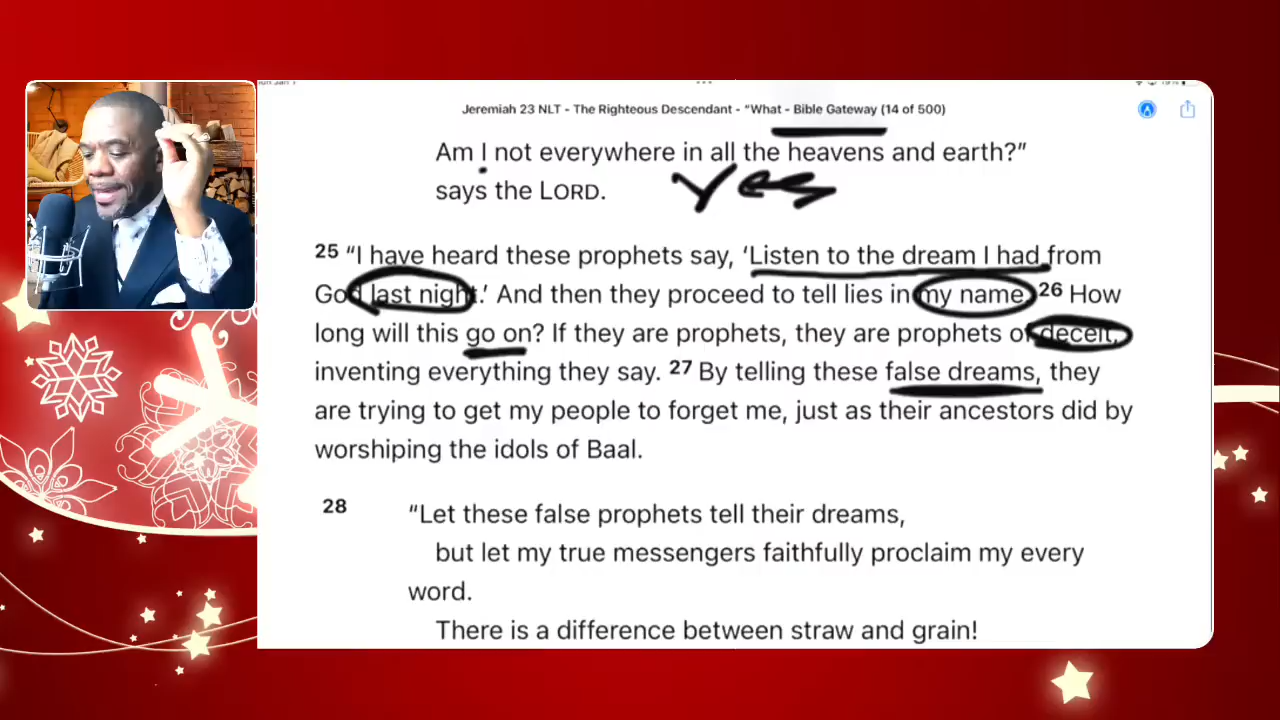 Jeremiah 23 NLT - The Righteous Descendant - “What - Bible Gateway (14 of 500)
Am I not everywhere in all the heavens and earth?”
says the LORD.
Yes
25 “I have heard these prophets say, ‘Listen to the dream I had from
God last night.’ And then they proceed to tell lies in my name. 26 How
long will this go on? If they are prophets, they are prophets of deceit,
inventing everything they say. 27 By telling these false dreams, they
are trying to get my people to forget me, just as their ancestors did by
worshiping the idols of Baal.
28 “Let these false prophets tell their dreams,
but let my true messengers faithfully proclaim my every
word.
There is a difference between straw and grain!